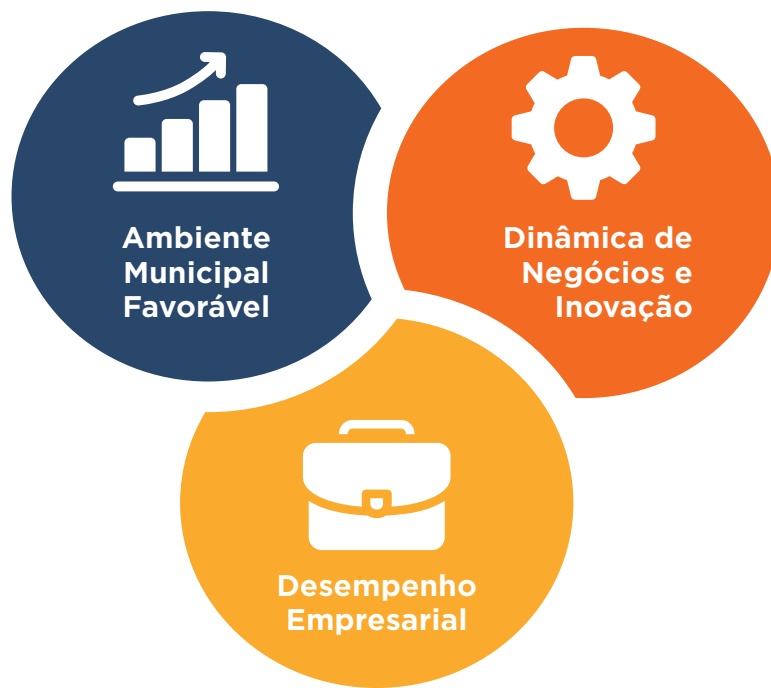 Ambiente
Municipal
Favorável
Dinâmica de
Negócios e
Inovação
Desempenho
Empresarial